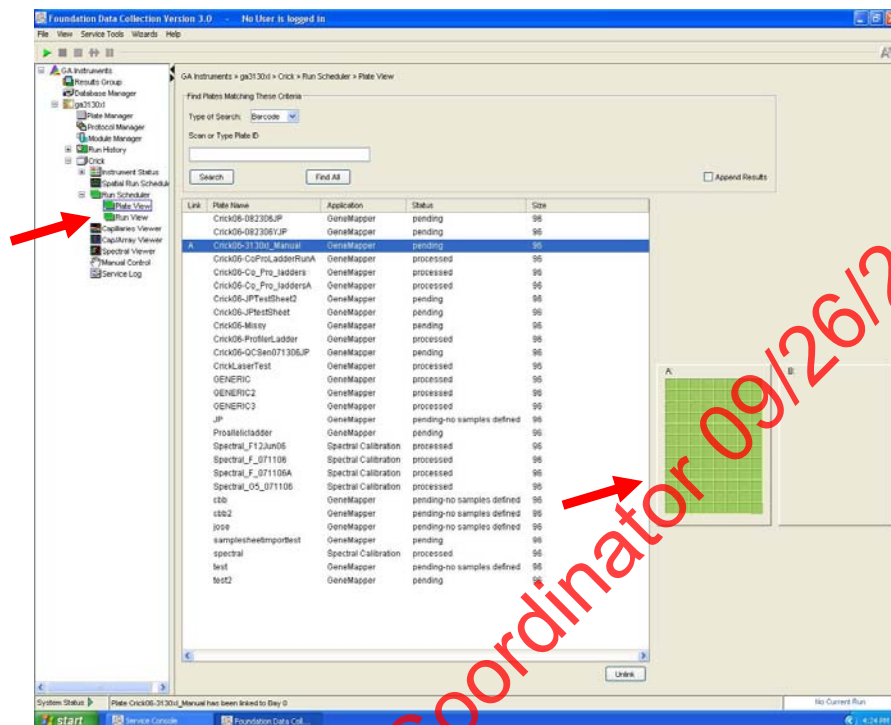 Foundation Data Collection Version 3.0 - No User is logged in
File View Service Tools Wizards Help
GA Instruments
Results Group
Database Manager
ga3130xl
Plate Manager
Protocol Manager
Module Manager
Run History
Crick
Instrument Status
Spatial Run Schedul
Run Scheduler
Plate View
Run View
Capillaries Viewer
Cap/Array Viewer
Spectral Viewer
Manual Control
Service Log
GA Instruments > ga3130xl > Crick > Run Scheduler > Plate View
Find Plates Matching These Criteria
Type of Search: Barcode
Scan or Type Plate ID
Search Find All Append Results
Link Plate Name Application Status Size
Crick06-082306JP GeneMapper pending 96
Crick06-082306YJP GeneMapper pending 96
A Crick06-3130xl_Manual GeneMapper pending 96
Crick06-CoProLadderRunA GeneMapper processed 96
Crick06-Co_Pro_ladders GeneMapper processed 96
Crick06-Co_Pro_laddersA GeneMapper processed 96
Crick06-JPTestSheet2 GeneMapper pending 96
Crick06-JPtestSheet GeneMapper pending 96
Crick06-Missy GeneMapper pending 96
Crick06-ProfilerLadder GeneMapper processed 96
Crick06-QCSen071306JP GeneMapper pending 96
CrickLaserTest GeneMapper processed 96
GENERIC GeneMapper processed 96
GENERIC2 GeneMapper processed 96
GENERIC3 GeneMapper processed 96
JP GeneMapper pending-no samples defined 96
Proallelicladder GeneMapper pending 96
Spectral_F12Jun06 Spectral Calibration processed 96
Spectral_F_071106 Spectral Calibration processed 96
Spectral_F_071106A Spectral Calibration processed 96
Spectral_G5_071106 Spectral Calibration processed 96
cbb GeneMapper pending-no samples defined 96
cbb2 GeneMapper pending-no samples defined 96
jose GeneMapper pending-no samples defined 96
samplesheetimporttest GeneMapper pending 96
spectral Spectral Calibration processed 96
test GeneMapper pending-no samples defined 96
test2 GeneMapper pending 96
A: B:
Unlink
System Status Plate Crick06-3130xl_Manual has been linked to Bay 0 No Current Run
start Service Console Foundation Data Coll... 4:24 PM
Coordinator 09/26/2